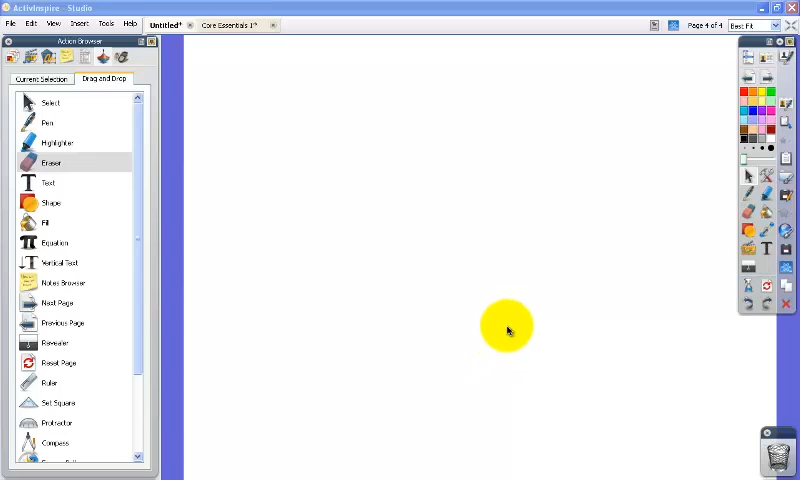 ActivInspire - Studio
File Edit View Insert Tools Help Untitled* Core Essentials 1* Page 4 of 4 Best Fit
Action Browser
Current Selection Drag and Drop
Select
Pen
Highlighter
Eraser
Text
Shape
Fill
Equation
Vertical Text
Notes Browser
Next Page
Previous Page
Revealer
Reset Page
Ruler
Set Square
Protractor
Compass